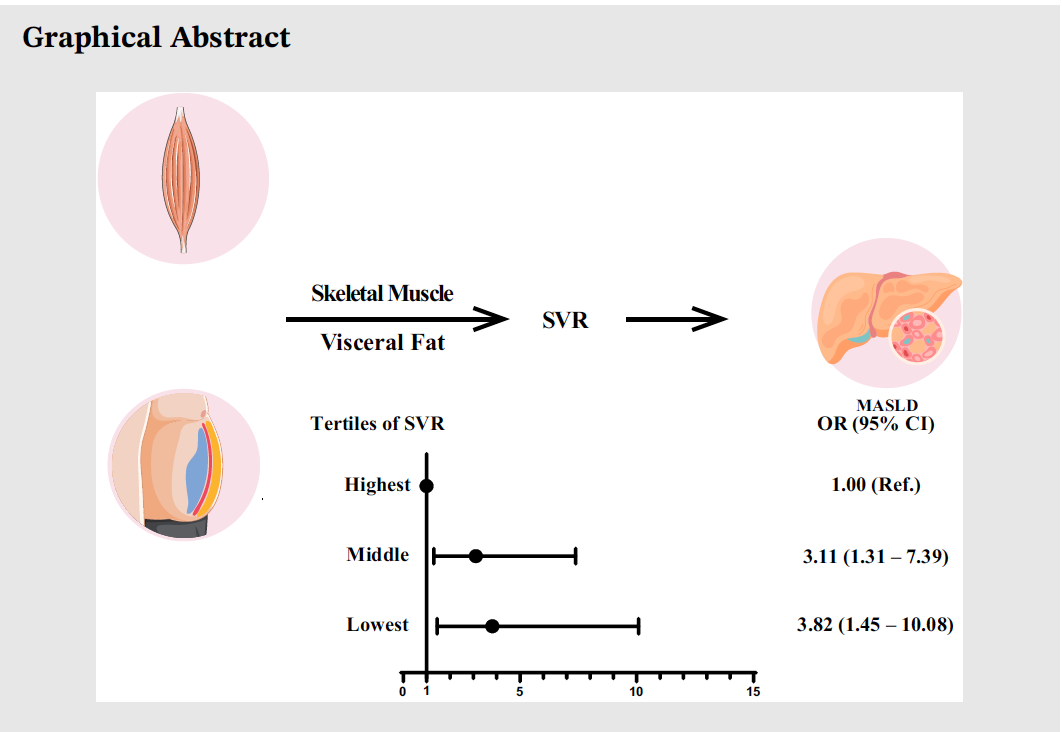 Graphical Abstract
Skeletal Muscle
Visceral Fat
SVR
MASLD
Tertiles of SVR OR (95% CI)
Highest 1.00 (Ref.)
Middle 3.11 (1.31 – 7.39)
Lowest 3.82 (1.45 – 10.08)
0 1 5 10 15